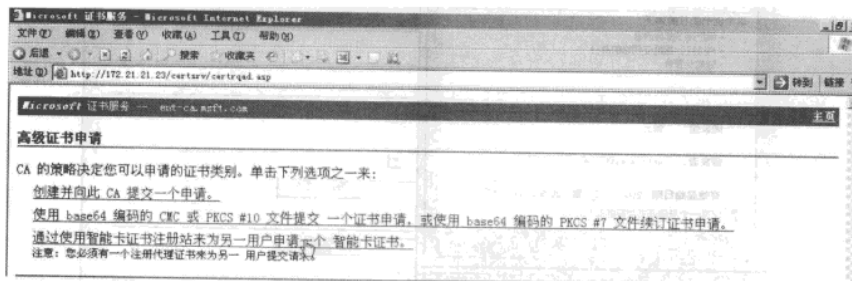 Microsoft 证书服务 - Microsoft Internet Explorer
文件(F) 编辑(E) 查看(V) 收藏(A) 工具(T) 帮助(H)
后退 搜索 收藏夹
地址(D) http://172.21.21.23/certsrv/certrqad.asp 转到 链接
Microsoft 证书服务 -- ent-ca.msft.com 主页
高级证书申请
CA 的策略决定您可以申请的证书类别。单击下列选项之一来:
创建并向此 CA 提交一个申请。
使用 base64 编码的 CMC 或 PKCS #10 文件提交 一个证书申请，或使用 base64 编码的 PKCS #7 文件续订证书申请。
通过使用智能卡证书注册站来为另一用户申请一个 智能卡证书。
注意: 您必须有一个注册代理证书来为另一 用户提交请求。